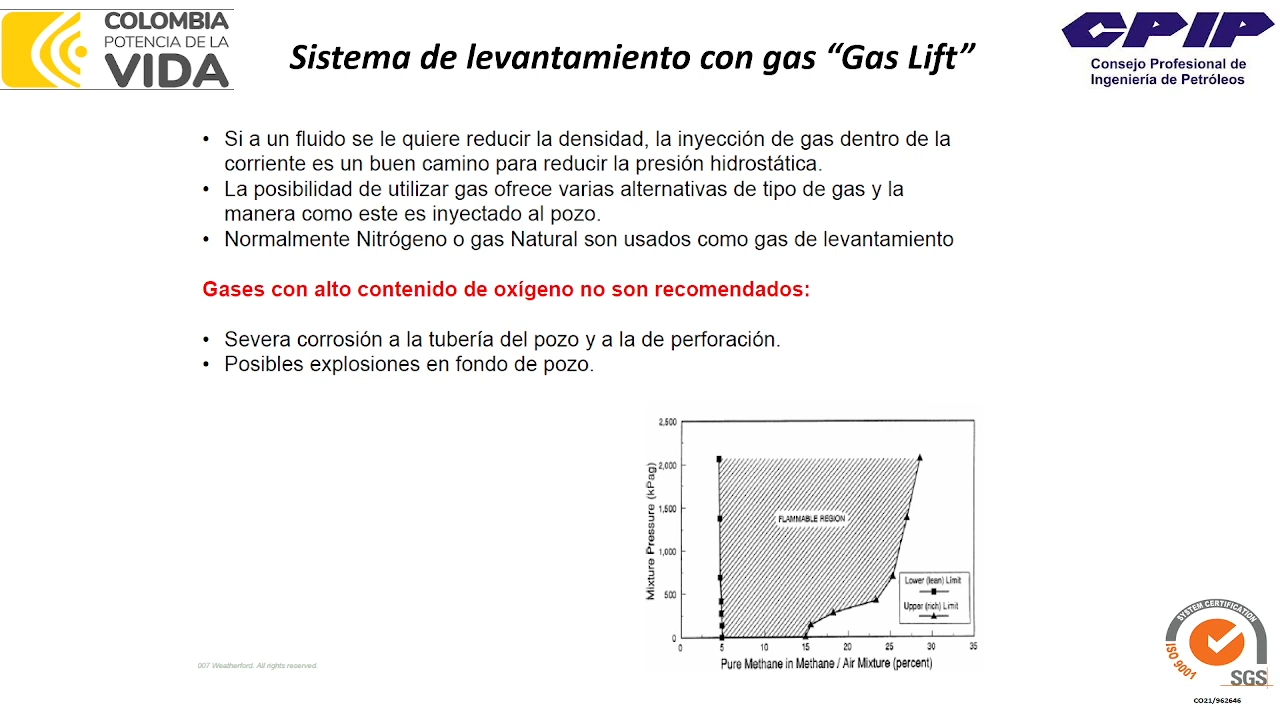 COLOMBIA
POTENCIA DE LA
VIDA
Sistema de levantamiento con gas “Gas Lift”
CPIP
Consejo Profesional de
Ingeniería de Petróleos
• Si a un fluido se le quiere reducir la densidad, la inyección de gas dentro de la
corriente es un buen camino para reducir la presión hidrostática.
• La posibilidad de utilizar gas ofrece varias alternativas de tipo de gas y la
manera como este es inyectado al pozo.
• Normalmente Nitrógeno o gas Natural son usados como gas de levantamiento
Gases con alto contenido de oxígeno no son recomendados:
• Severa corrosión a la tubería del pozo y a la de perforación.
• Posibles explosiones en fondo de pozo.
Mixture Pressure (kPag)
2,500
2,000
1,500
1,000
500
0
FLAMMABLE REGION
Lower (lean) Limit
Upper (rich) Limit
0 5 10 15 20 25 30 35
Pure Methane in Methane / Air Mixture (percent)
007 Weatherford. All rights reserved.
SYSTEM CERTIFICATION
ISO 9001
SGS
CO21/962646